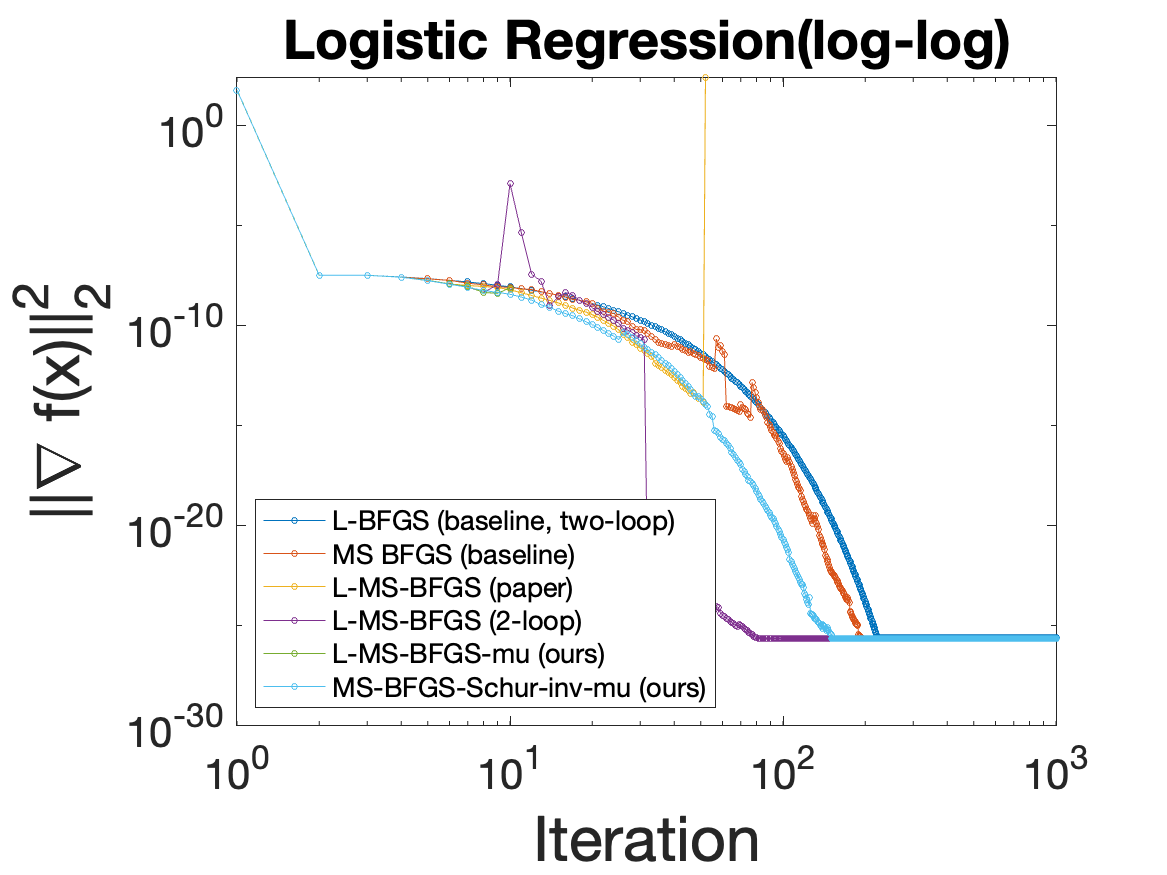 Logistic Regression(log-log)
10^0
10^-10
10^-20
10^-30
||∇ f(x)||_2^2
L-BFGS (baseline, two-loop)
MS BFGS (baseline)
L-MS-BFGS (paper)
L-MS-BFGS (2-loop)
L-MS-BFGS-mu (ours)
MS-BFGS-Schur-inv-mu (ours)
10^0 10^1 10^2 10^3
Iteration